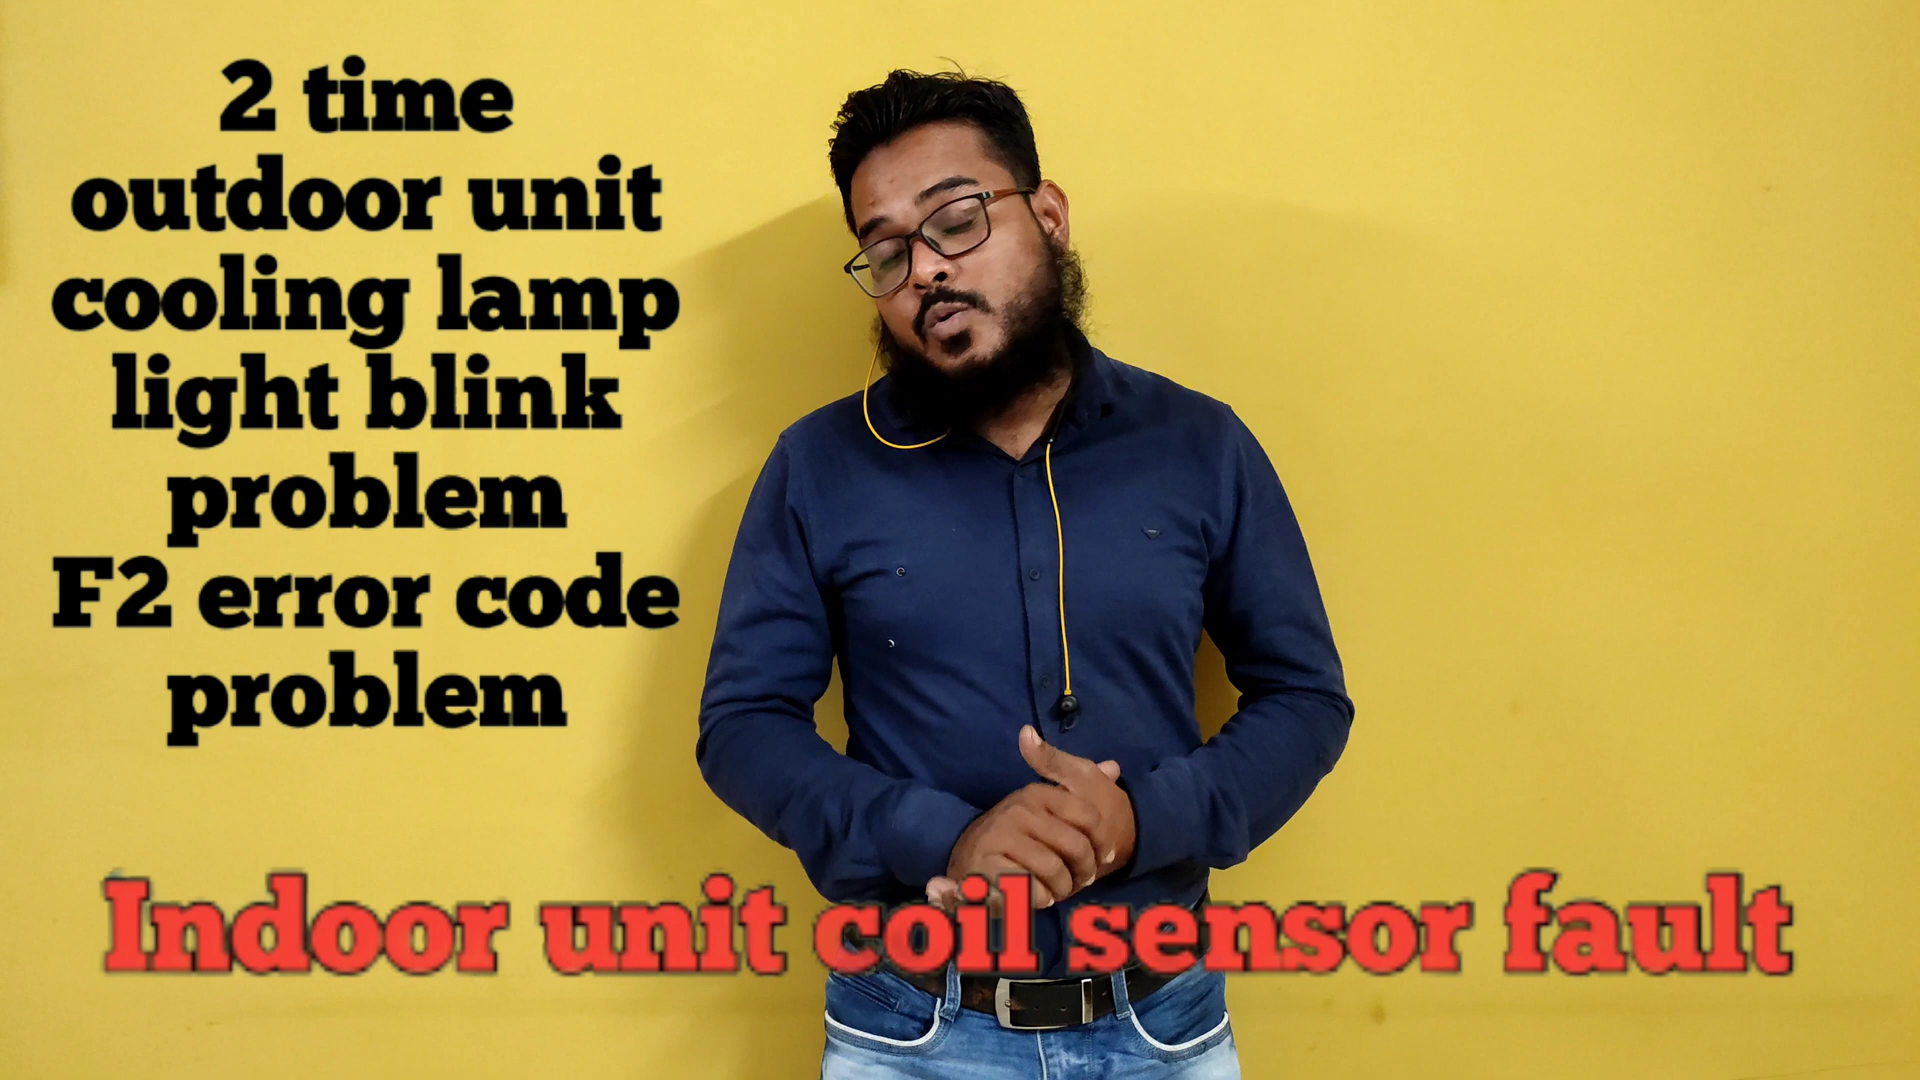 2 time
outdoor unit
cooling lamp
light blink
problem
F2 error code
problem
Indoor unit coil sensor fault